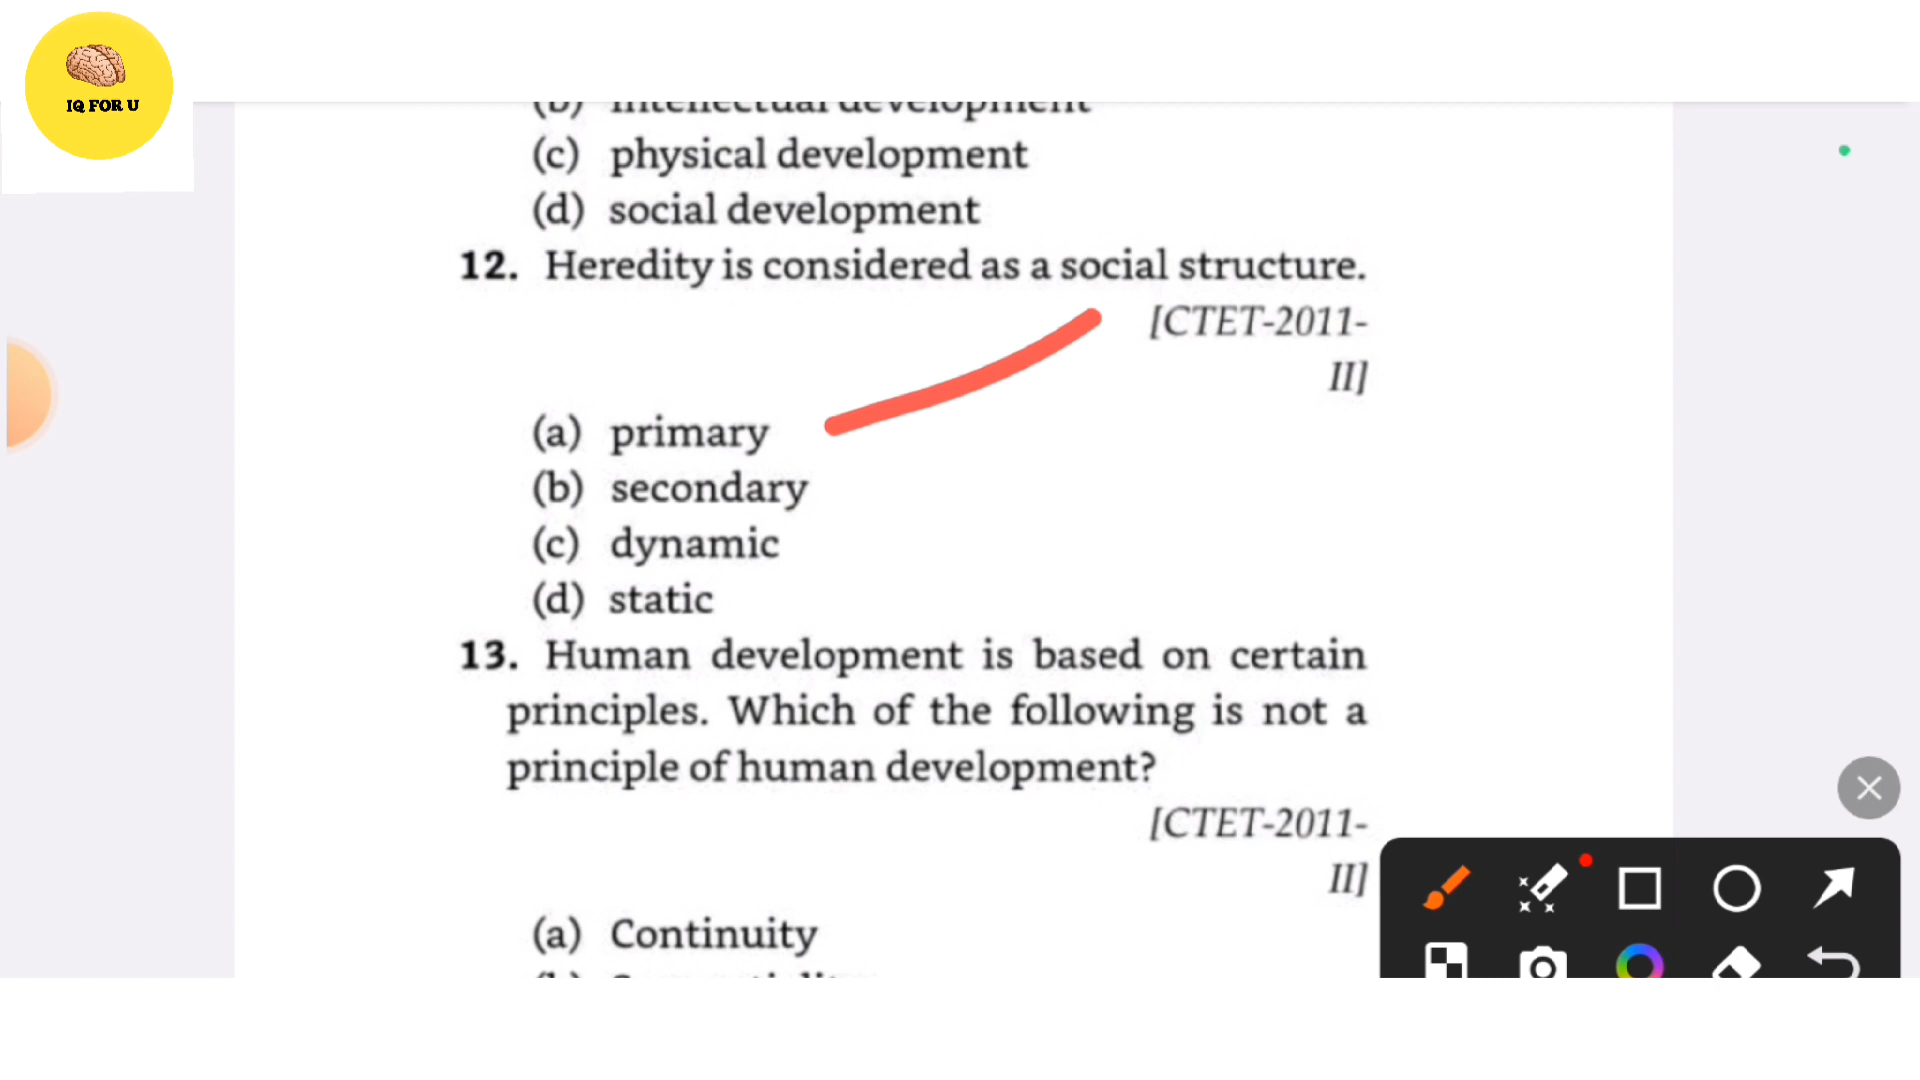 IQ FOR U
(b) intellectual development
(c) physical development
(d) social development
12. Heredity is considered as a social structure.
[CTET-2011-
II]
(a) primary
(b) secondary
(c) dynamic
(d) static
13. Human development is based on certain
principles. Which of the following is not a
principle of human development?
[CTET-2011-
II]
(a) Continuity